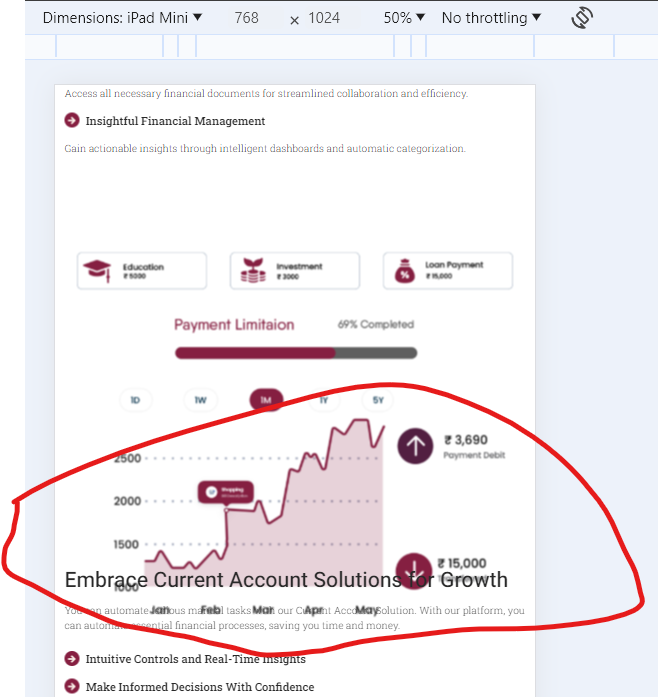 Dimensions: iPad Mini ▼ 768 × 1024 50% ▼ No throttling ▼
Access all necessary financial documents for streamlined collaboration and efficiency.
Insightful Financial Management
Gain actionable insights through intelligent dashboards and automatic categorization.
Education
₹ 5000
Investment
₹ 3000
Loan Payment
₹ 15,000
Payment Limitaion 69% Completed
1D 1W 1M 1Y 5Y
2500
2000
1500
1000
Shopping
₹ 3,690
Payment Debit
₹ 15,000
Embrace Current Account Solutions for Growth
Jan Feb Mar Apr May
You can automate various manual tasks with our Current Account Solution. With our platform, you
can automate essential financial processes, saving you time and money.
Intuitive Controls and Real-Time Insights
Make Informed Decisions With Confidence